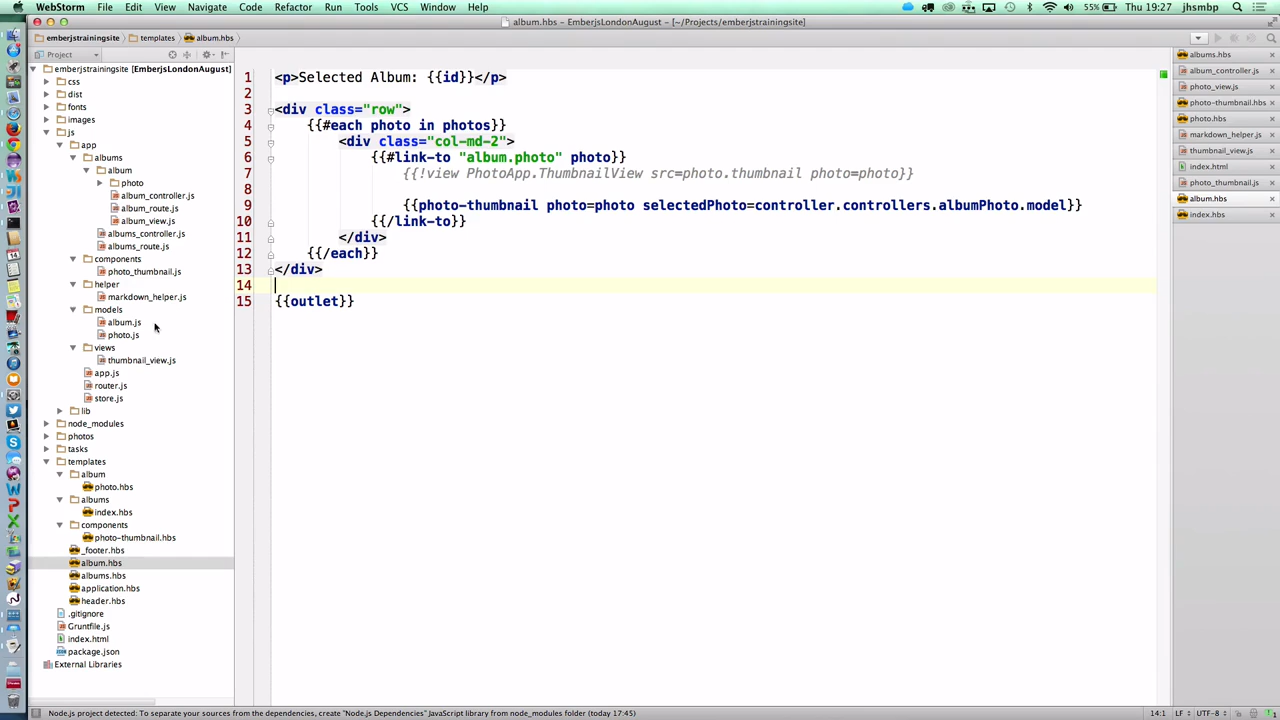 WebStorm File Edit View Navigate Code Refactor Run Tools VCS Window Help 55% Thu 19:27 jhsmbp
album.hbs - EmberjsLondonAugust - [~/Projects/emberjstrainingsite]
emberjstrainingsite templates album.hbs
Project
emberjstrainingsite [EmberjsLondonAugust]
css
dist
fonts
images
js
app
albums
album
photo
album_controller.js
album_route.js
album_view.js
albums_controller.js
albums_route.js
components
photo_thumbnail.js
helper
markdown_helper.js
models
album.js
photo.js
views
thumbnail_view.js
app.js
router.js
store.js
lib
node_modules
photos
tasks
templates
album
photo.hbs
albums
index.hbs
components
photo-thumbnail.hbs
_footer.hbs
album.hbs
albums.hbs
application.hbs
header.hbs
.gitignore
Gruntfile.js
index.html
package.json
External Libraries
1 <p>Selected Album: {{id}}</p>
2
3 <div class="row">
4 {{#each photo in photos}}
5 <div class="col-md-2">
6 {{#link-to "album.photo" photo}}
7 {{!view PhotoApp.ThumbnailView src=photo.thumbnail photo=photo}}
8
9 {{photo-thumbnail photo=photo selectedPhoto=controller.controllers.albumPhoto.model}}
10 {{/link-to}}
11 </div>
12 {{/each}}
13 </div>
14
15 {{outlet}}
albums.hbs
album_controller.js
photo_view.js
photo-thumbnail.hbs
photo.hbs
markdown_helper.js
thumbnail_view.js
index.html
photo_thumbnail.js
album.hbs
index.hbs
Node.js project detected: To separate your sources from the dependencies, create "Node.js Dependencies" JavaScript library from node_modules folder (today 17:45)
14:1 LF UTF-8